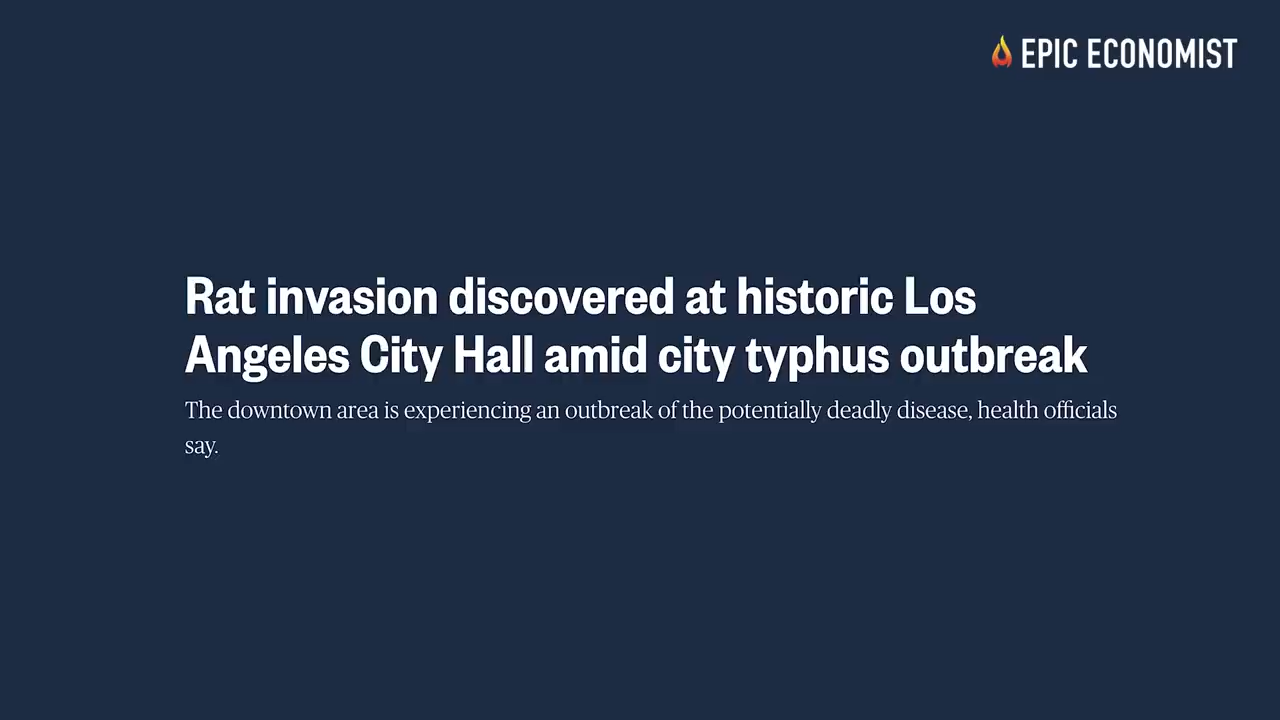 EPIC ECONOMIST
Rat invasion discovered at historic Los
Angeles City Hall amid city typhus outbreak
The downtown area is experiencing an outbreak of the potentially deadly disease, health officials
say.